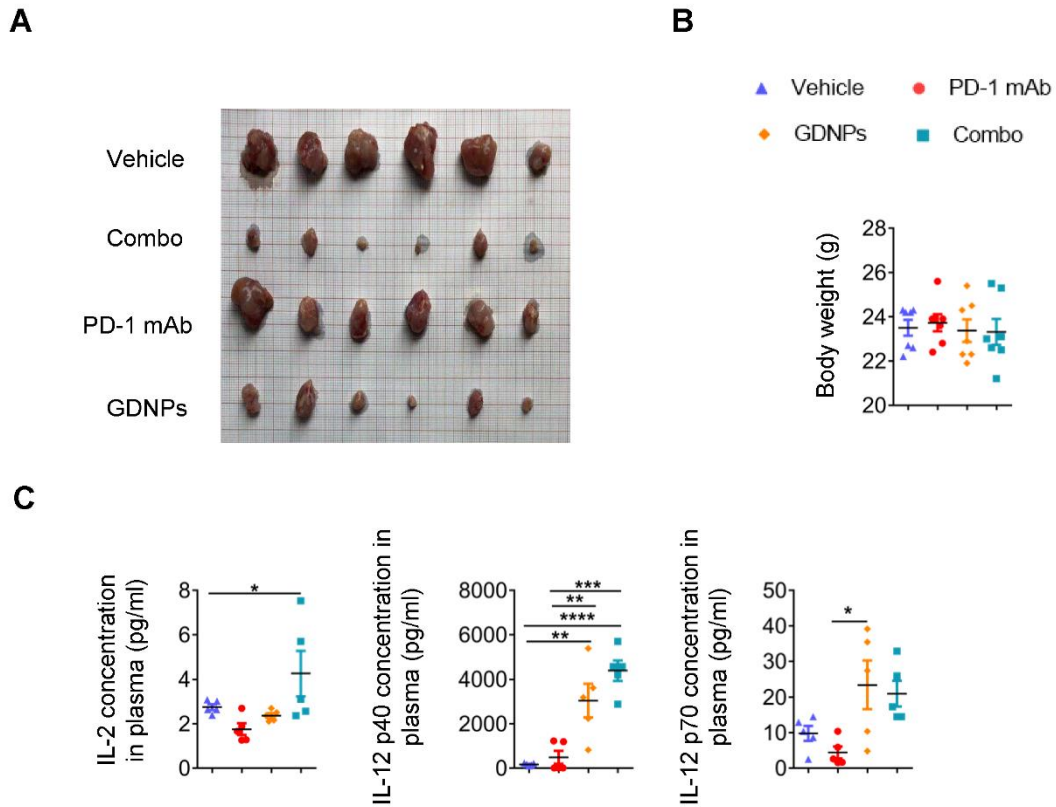 A
B
Vehicle
Combo
PD-1 mAb
GDNPs
Vehicle
PD-1 mAb
GDNPs
Combo
Body weight (g)
28
26
24
22
20
C
IL-2 concentration
in plasma (pg/ml)
8
6
4
2
0
*
IL-12 p40 concentration in
plasma (pg/ml)
8000
6000
4000
2000
0
***
**
****
**
IL-12 p70 concentration in
plasma (pg/ml)
50
40
30
20
10
0
*